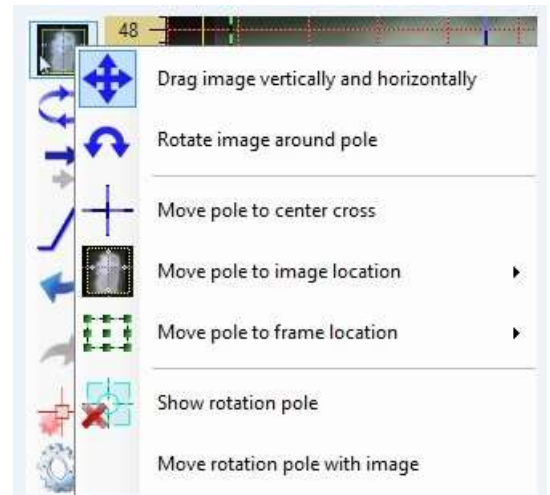 48
Drag image vertically and horizontally
Rotate image around pole
Move pole to center cross
Move pole to image location
Move pole to frame location
Show rotation pole
Move rotation pole with image